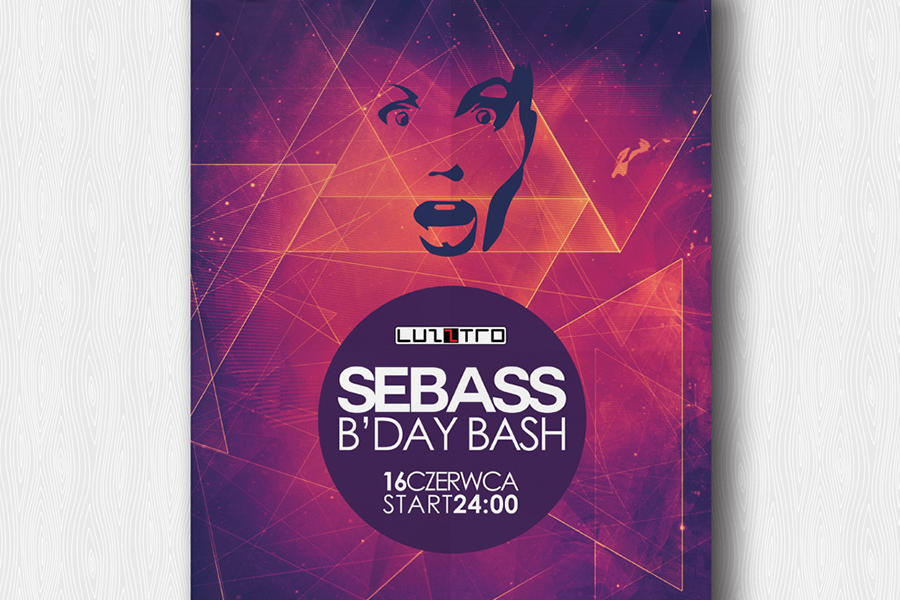 LUZZTRO
SEBASS
B'DAY BASH
16CZERWCA
START24:00